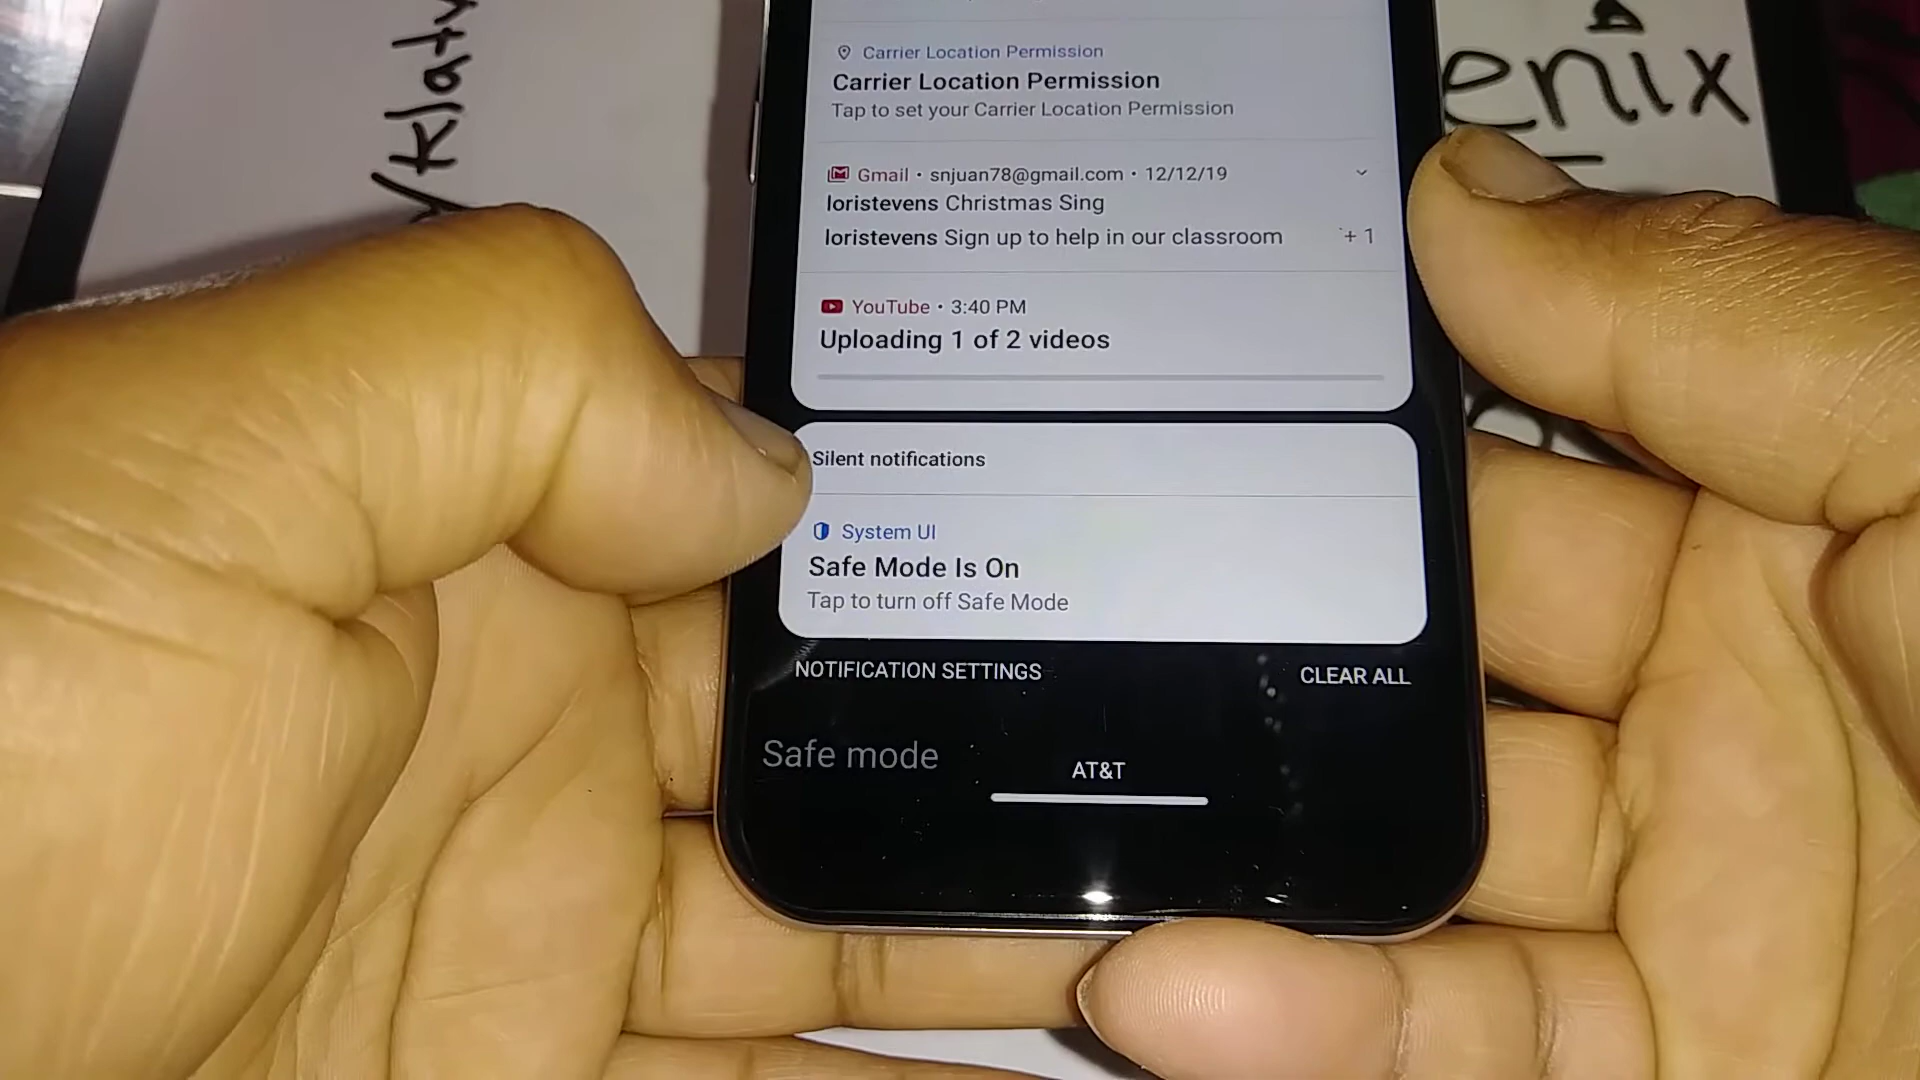 Carrier Location Permission
Carrier Location Permission
Tap to set your Carrier Location Permission
Gmail • snjuan78@gmail.com • 12/12/19
loristevens Christmas Sing
loristevens Sign up to help in our classroom + 1
YouTube • 3:40 PM
Uploading 1 of 2 videos
Silent notifications
System UI
Safe Mode Is On
Tap to turn off Safe Mode
NOTIFICATION SETTINGS
CLEAR ALL
Safe mode
AT&T
enix